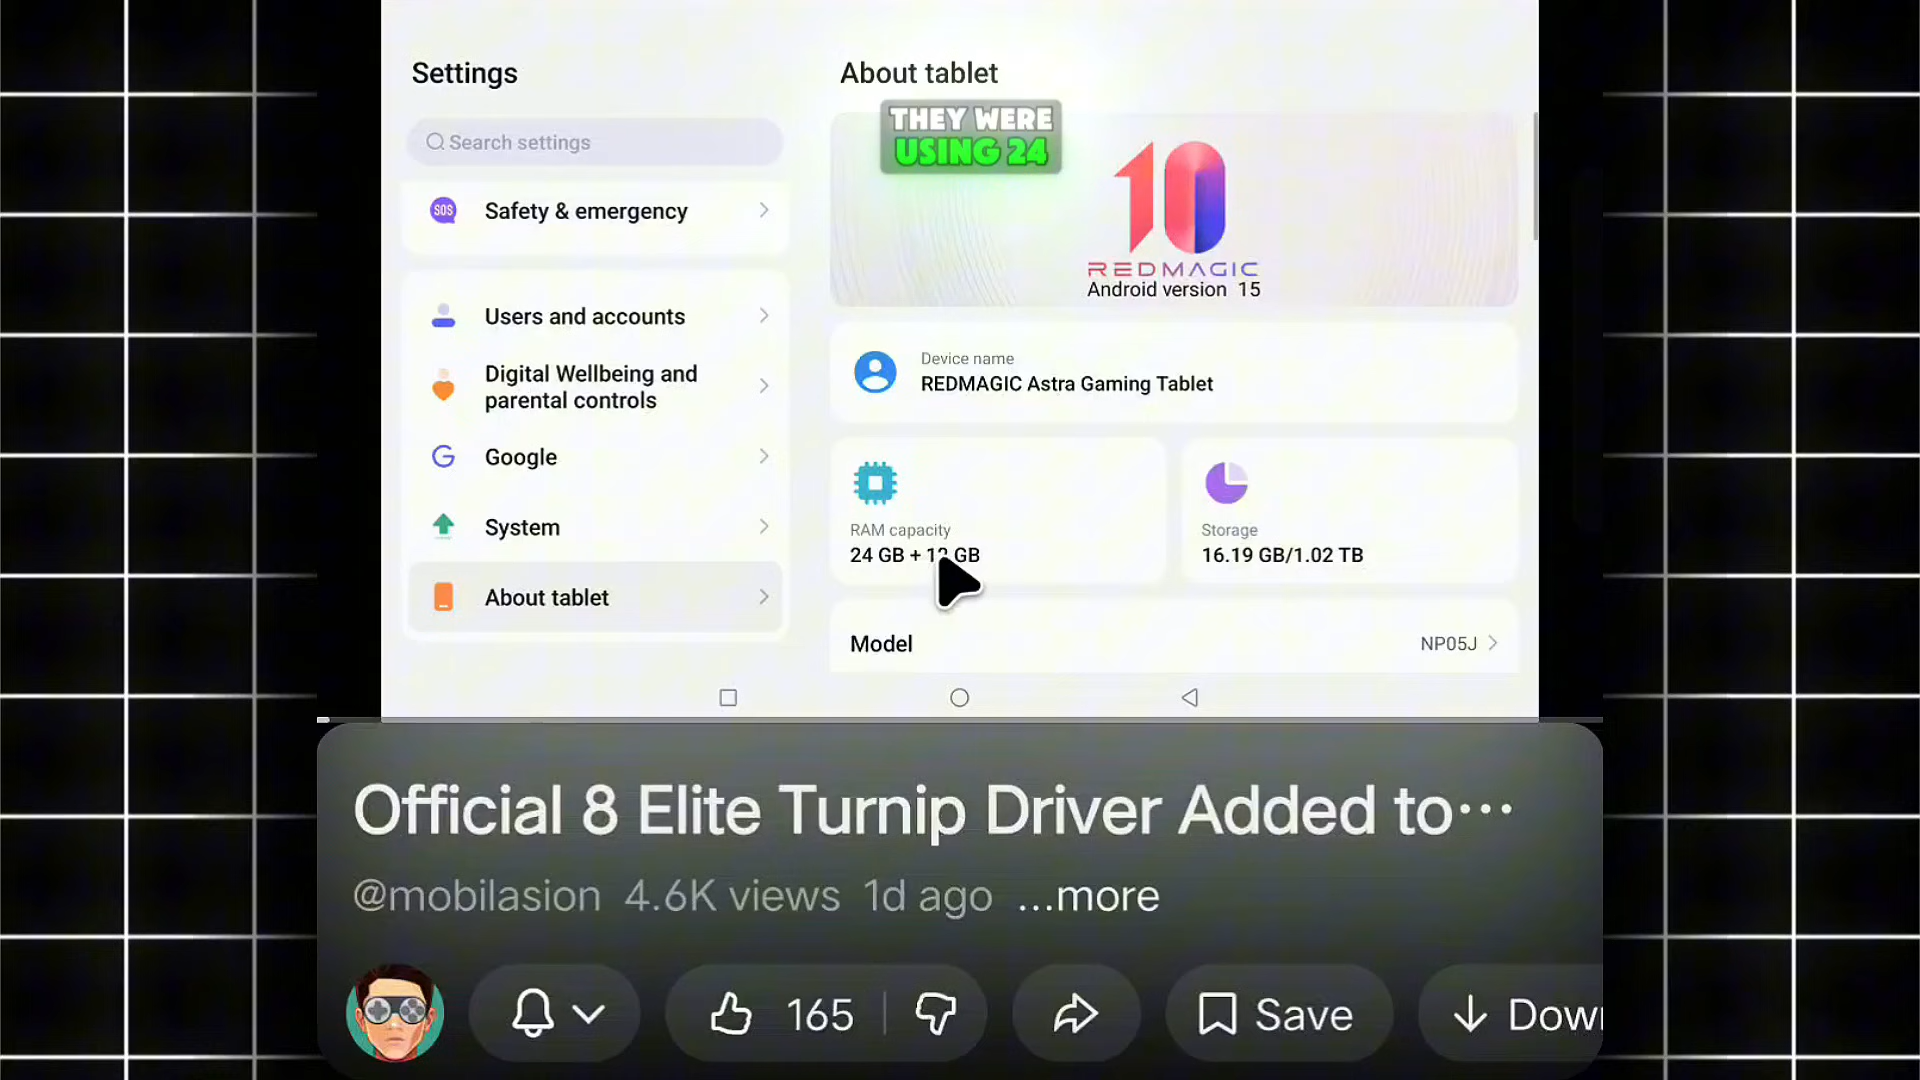 Settings
Search settings
SOS
Safety & emergency
Users and accounts
Digital Wellbeing and
parental controls
Google
System
About tablet
About tablet
THEY WERE
USING 24
10
REDMAGIC
Android version 15
Device name
REDMAGIC Astra Gaming Tablet
RAM capacity
24 GB + 12 GB
Storage
16.19 GB/1.02 TB
Model
NP05J
Official 8 Elite Turnip Driver Added to...
@mobilasion 4.6K views 1d ago ...more
165
Save
Down